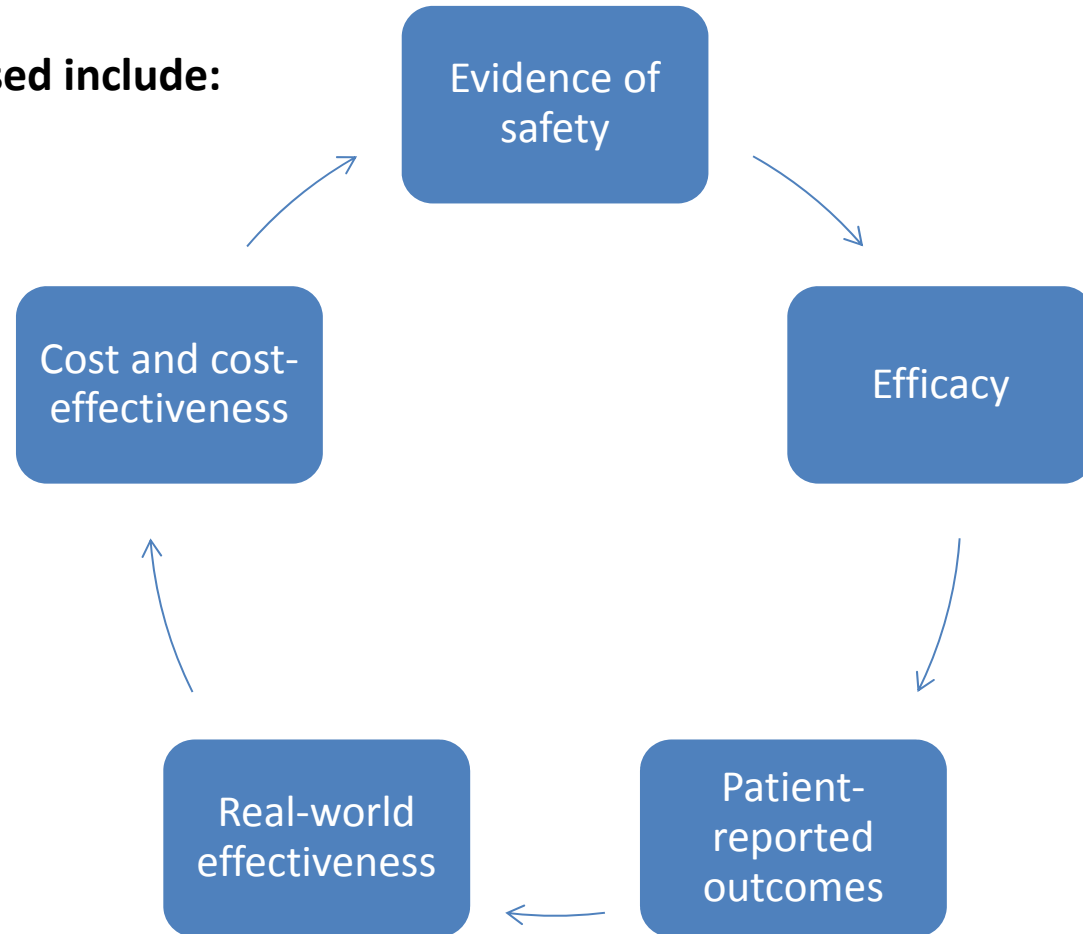 sed include:
Evidence of
safety
Efficacy
Patient-
reported
outcomes
Real-world
effectiveness
Cost and cost-
effectiveness